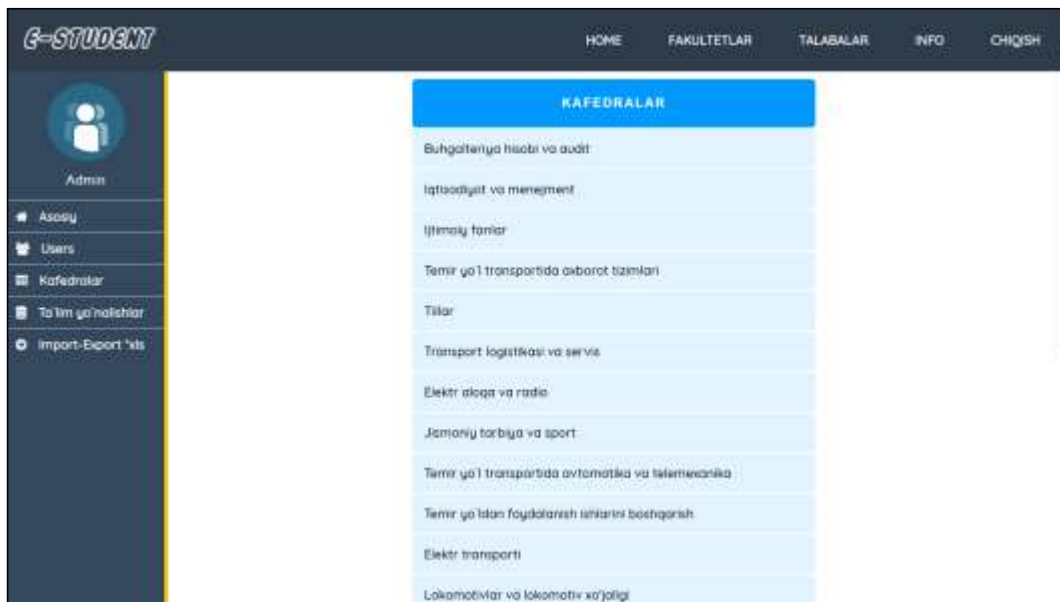 E-STUDENT
HOME FAKULTETLAR TALABALAR INFO CHIQISH
Admin
Asosiy
Users
Kafedralar
Ta`lim yo`nalishlar
Import-Export *xls
KAFEDRALAR
Buhgalteriya hisobi va audit
Iqtisodiyot va menejment
Ijtimoiy fanlar
Temir yo`l transportida axborot tizimlari
Tillar
Transport logistikasi va servis
Elektr aloqa va radio
Jismoniy tarbiya va sport
Temir yo`l transportida avtomatika va telemexanika
Temir yo`ldan foydalanish ishlarini boshqarish
Elektr transporti
Lokomotivlar va lokomotiv xo'jaligi